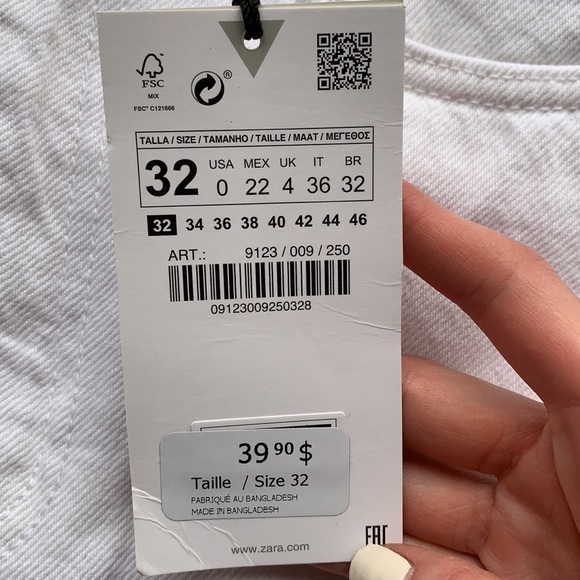 FSC
MIX
FSC® C121666
®
TALLA / SIZE / TAMANHO / TAILLE / MAAT / ΜΕΓΕΘΟΣ
32
USA MEX UK IT BR
0 22 4 36 32
32 34 36 38 40 42 44 46
ART.: 9123 / 009 / 250
09123009250328
39 90 $
Taille / Size 32
FABRIQUÉ AU BANGLADESH
MADE IN BANGLADESH
www.zara.com
EAC